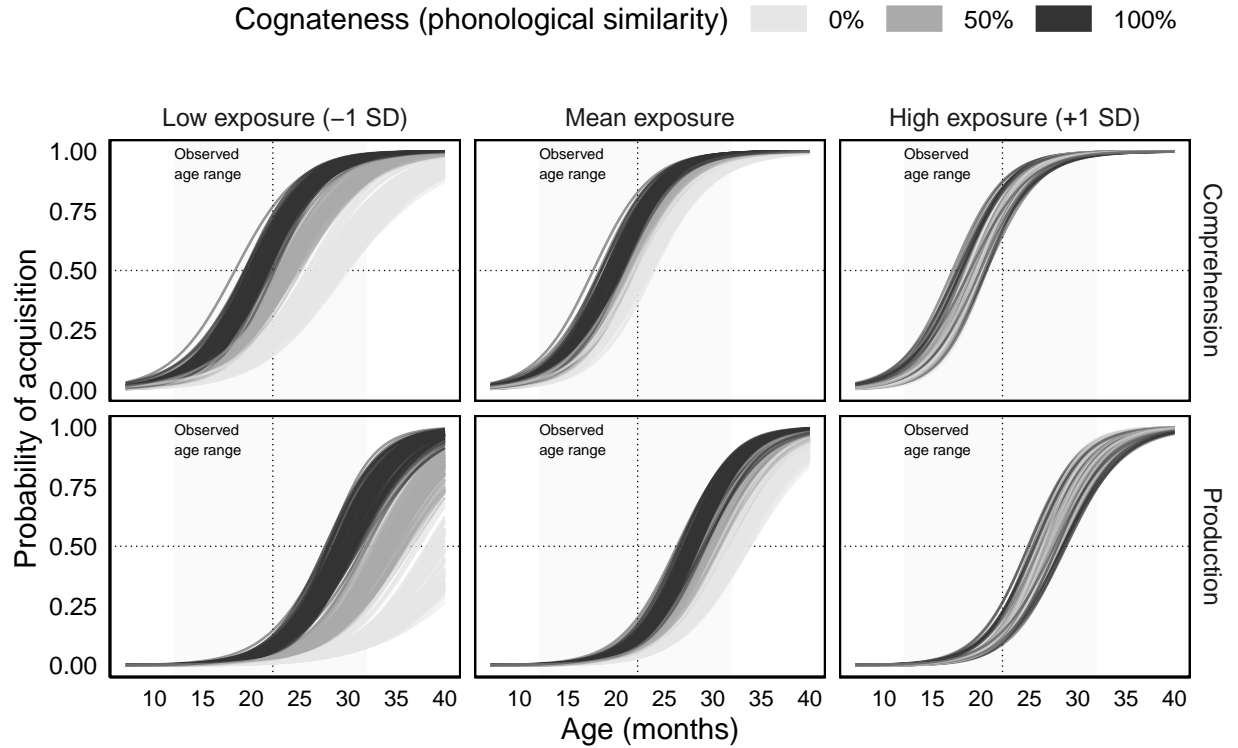 Cognateness (phonological similarity) 0% 50% 100%
Low exposure (−1 SD) Mean exposure High exposure (+1 SD)
Observed
age range
Observed
age range
Observed
age range
1.00
0.75
0.50
0.25
0.00
Comprehension
Observed
age range
Observed
age range
Observed
age range
1.00
0.75
0.50
0.25
0.00
Production
Probability of acquisition
10 15 20 25 30 35 40 10 15 20 25 30 35 40 10 15 20 25 30 35 40
Age (months)